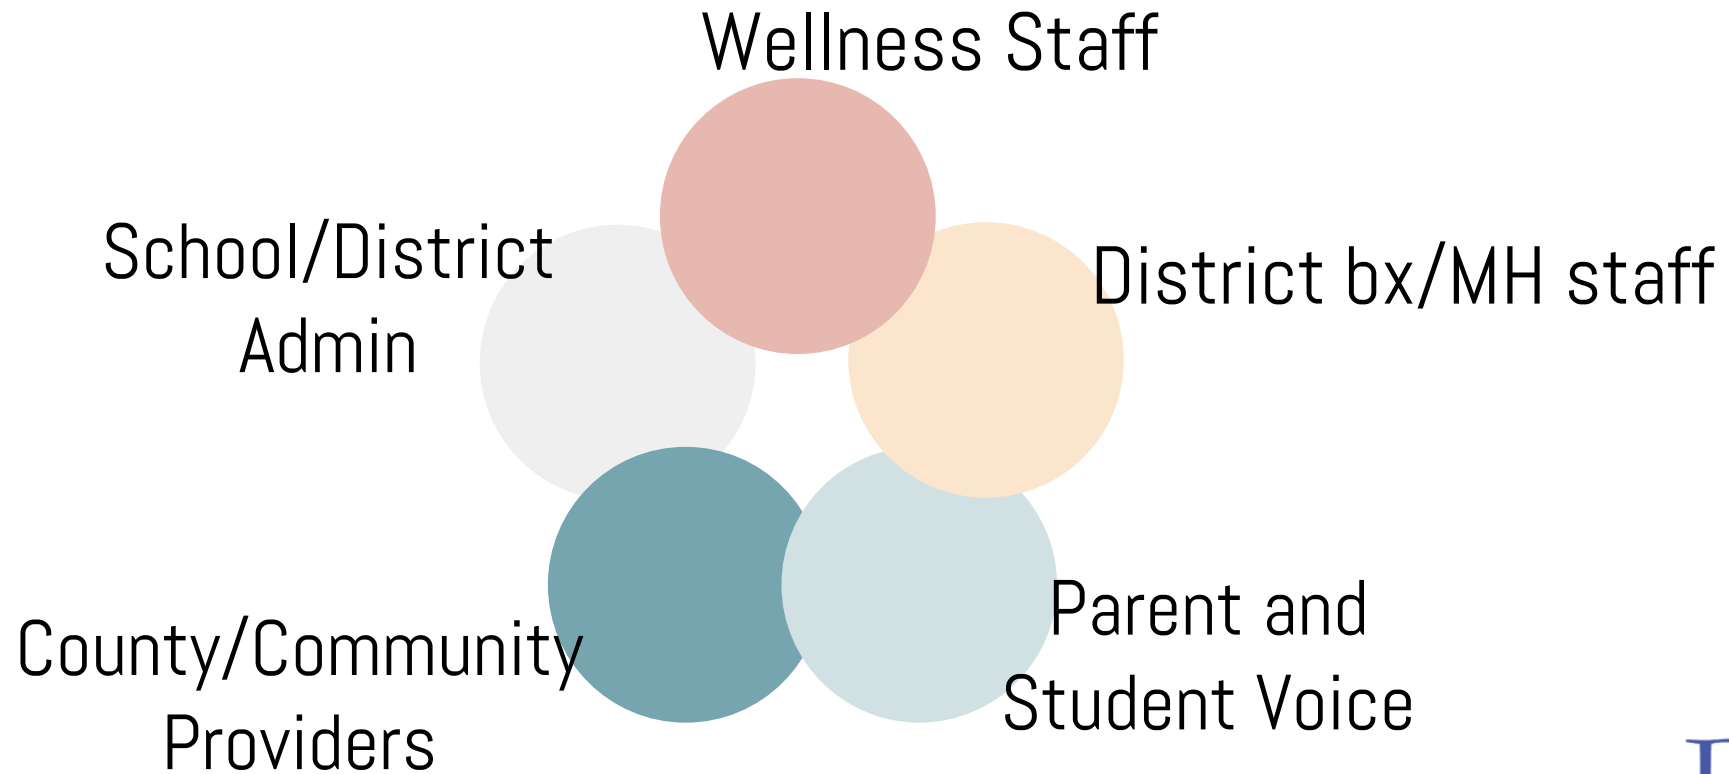 Wellness Staff
School/District
Admin
District bx/MH staff
County/Community
Providers
Parent and
Student Voice